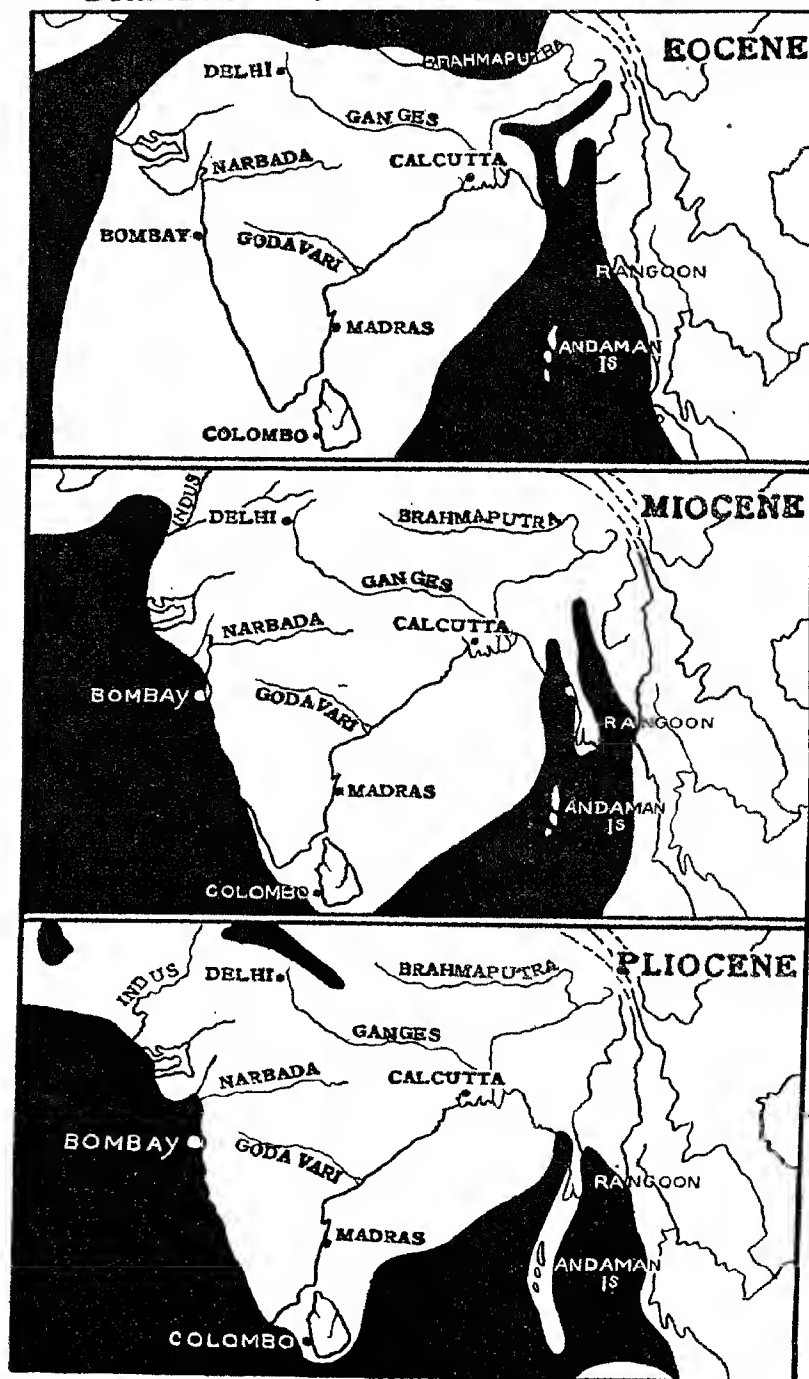 EOCENE
BRAHMAPUTRA
DELHI
GANGES
NARBADA
CALCUTTA
BOMBAY
GODAVARI
RANGOON
MADRAS
ANDAMAN
IS
COLOMBO
MIOCENE
INDUS
DELHI
BRAHMAPUTRA
GANGES
NARBADA
CALCUTTA
BOMBAY
GODAVARI
RANGOON
MADRAS
ANDAMAN
IS
COLOMBO
PLIOCENE
INDUS
DELHI
BRAHMAPUTRA
GANGES
NARBADA
CALCUTTA
BOMBAY
GODAVARI
RANGOON
MADRAS
ANDAMAN
IS
COLOMBO